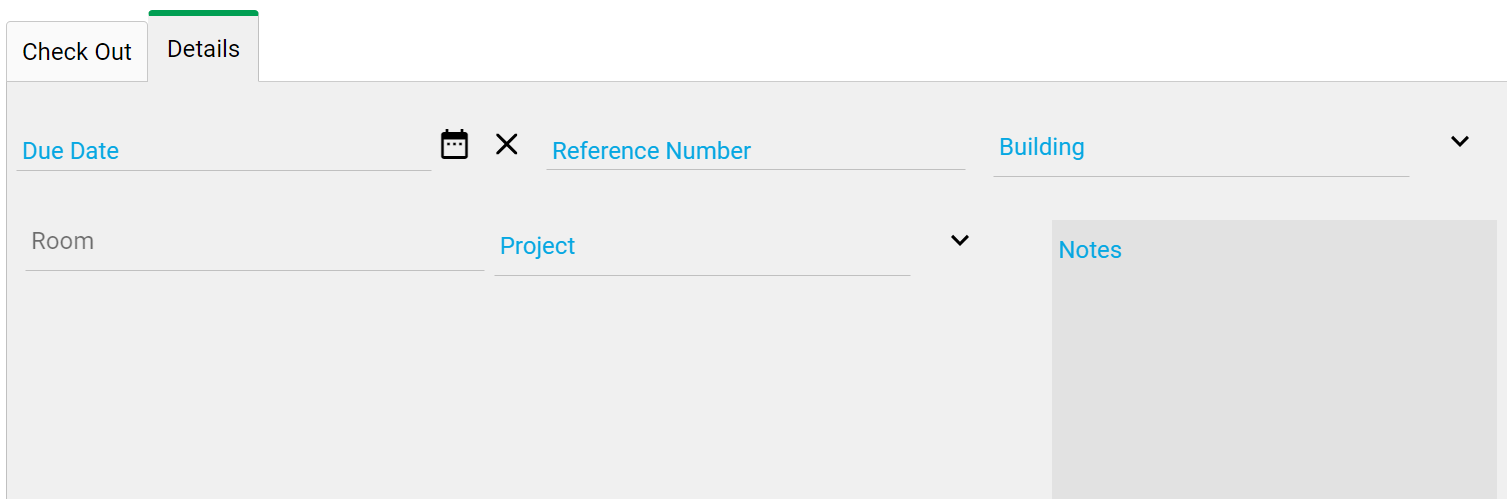 Check Out
Details
Due Date
Reference Number
Building
Room
Project
Notes